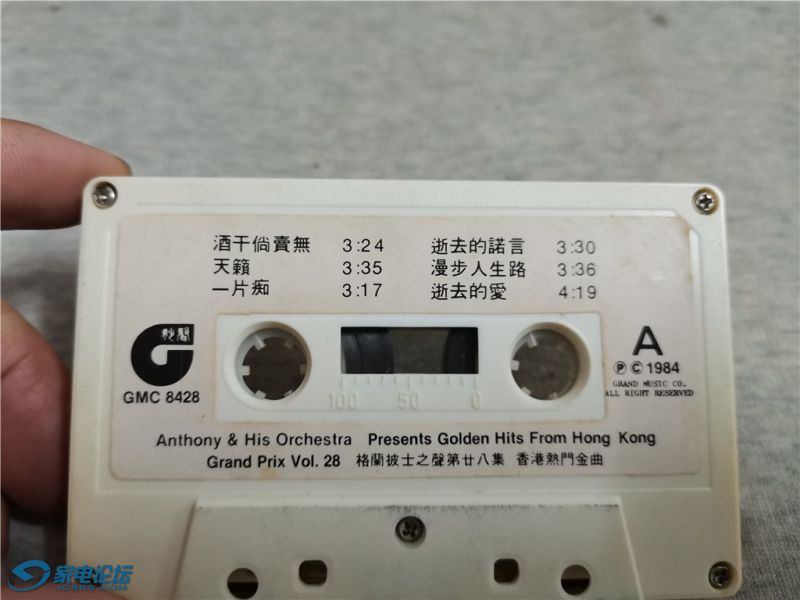 酒干倘賣無 3:24
天籟 3:35
一片痴 3:17
逝去的諾言 3:30
漫步人生路 3:36
逝去的愛 4:19
G
GMC 8428
A
Ⓟ © 1984
GRAND MUSIC CO.
ALL RIGHT RESERVED
100 50 0
Anthony & His Orchestra Presents Golden Hits From Hong Kong
Grand Prix Vol. 28 格蘭披士之聲第廿八集 香港熱門金曲
家电论坛
JDBBS.COM